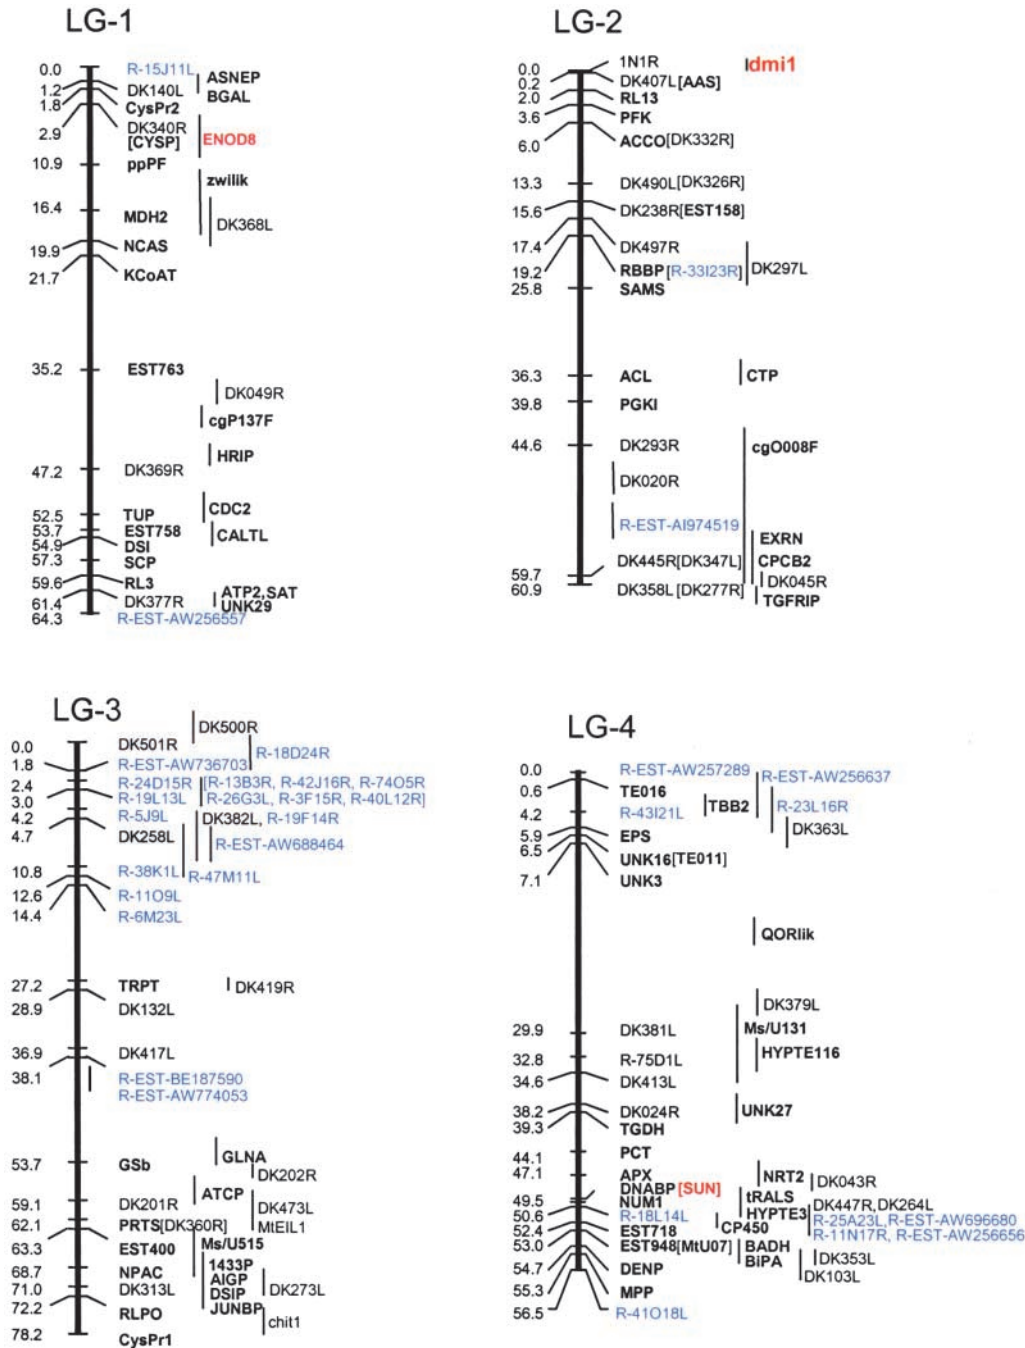 LG-1
0.0 R-15J11L
ASNEP
1.2 DK140L
BGAL
1.8 CysPr2
DK340R
2.9 [CYSP]
ENOD8
10.9 ppPF
zwilik
16.4 MDH2
DK368L
19.9 NCAS
21.7 KCoAT
35.2 EST763
DK049R
cgP137F
HRIP
47.2 DK369R
CDC2
52.5 TUP
53.7 EST758
CALTL
54.9 DSI
57.3 SCP
59.6 RL3
ATP2,SAT
61.4 DK377R
UNK29
64.3 R-EST-AW256557
LG-2
1N1R
dmi1
0.0
0.2 DK407L[AAS]
2.0 RL13
3.6 PFK
6.0 ACCO[DK332R]
13.3 DK490L[DK326R]
15.6 DK238R[EST158]
17.4 DK497R
19.2 RBBP[R-33I23R]
DK297L
25.8 SAMS
36.3 ACL
CTP
39.8 PGKI
44.6 DK293R
cgO008F
DK020R
R-EST-AI974519
EXRN
DK445R[DK347L]
CPCB2
59.7
DK045R
60.9 DK358L[DK277R]
TGFRIP
LG-3
DK500R
0.0 DK501R
R-18D24R
1.8 R-EST-AW736703
2.4 R-24D15R [R-13B3R, R-42J16R, R-74O5R
3.0 R-19L13L R-26G3L, R-3F15R, R-40L12R]
4.2 R-5J9L
DK382L, R-19F14R
4.7 DK258L
R-EST-AW688464
10.8 R-38K1L
R-47M11L
12.6 R-11O9L
14.4 R-6M23L
27.2 TRPT
DK419R
28.9 DK132L
36.9 DK417L
38.1 R-EST-BE187590
R-EST-AW774053
GLNA
53.7 GSb
DK202R
ATCP
59.1 DK201R
DK473L
62.1 PRTS[DK360R]
MtEIL1
Ms/U515
63.3 EST400
1433P
68.7 NPAC
AIGP
71.0 DK313L
DSIP
DK273L
72.2 RLPO
JUNBP
chit1
78.2 CysPr1
LG-4
0.0 R-EST-AW257289
R-EST-AW256637
0.6 TE016
TBB2
R-23L16R
4.2 R-43I21L
DK363L
5.9 EPS
6.5 UNK16[TE011]
7.1 UNK3
QORlik
DK379L
29.9 DK381L
Ms/U131
HYPTE116
32.8 R-75D1L
34.6 DK413L
38.2 DK024R
UNK27
39.3 TGDH
44.1 PCT
47.1 APX
NRT2
DK043R
DNABP[SUN]
tRALS
49.5 NUM1
DK447R, DK264L
HYPTE3
50.6 R-18L14L
R-25A23L,R-EST-AW696680
52.4 EST718
CP450
R-11N17R, R-EST-AW256656
53.0 EST948[MtU07]
BADH
DK353L
BiPA
54.7 DENP
DK103L
55.3 MPP
56.5 R-41O18L